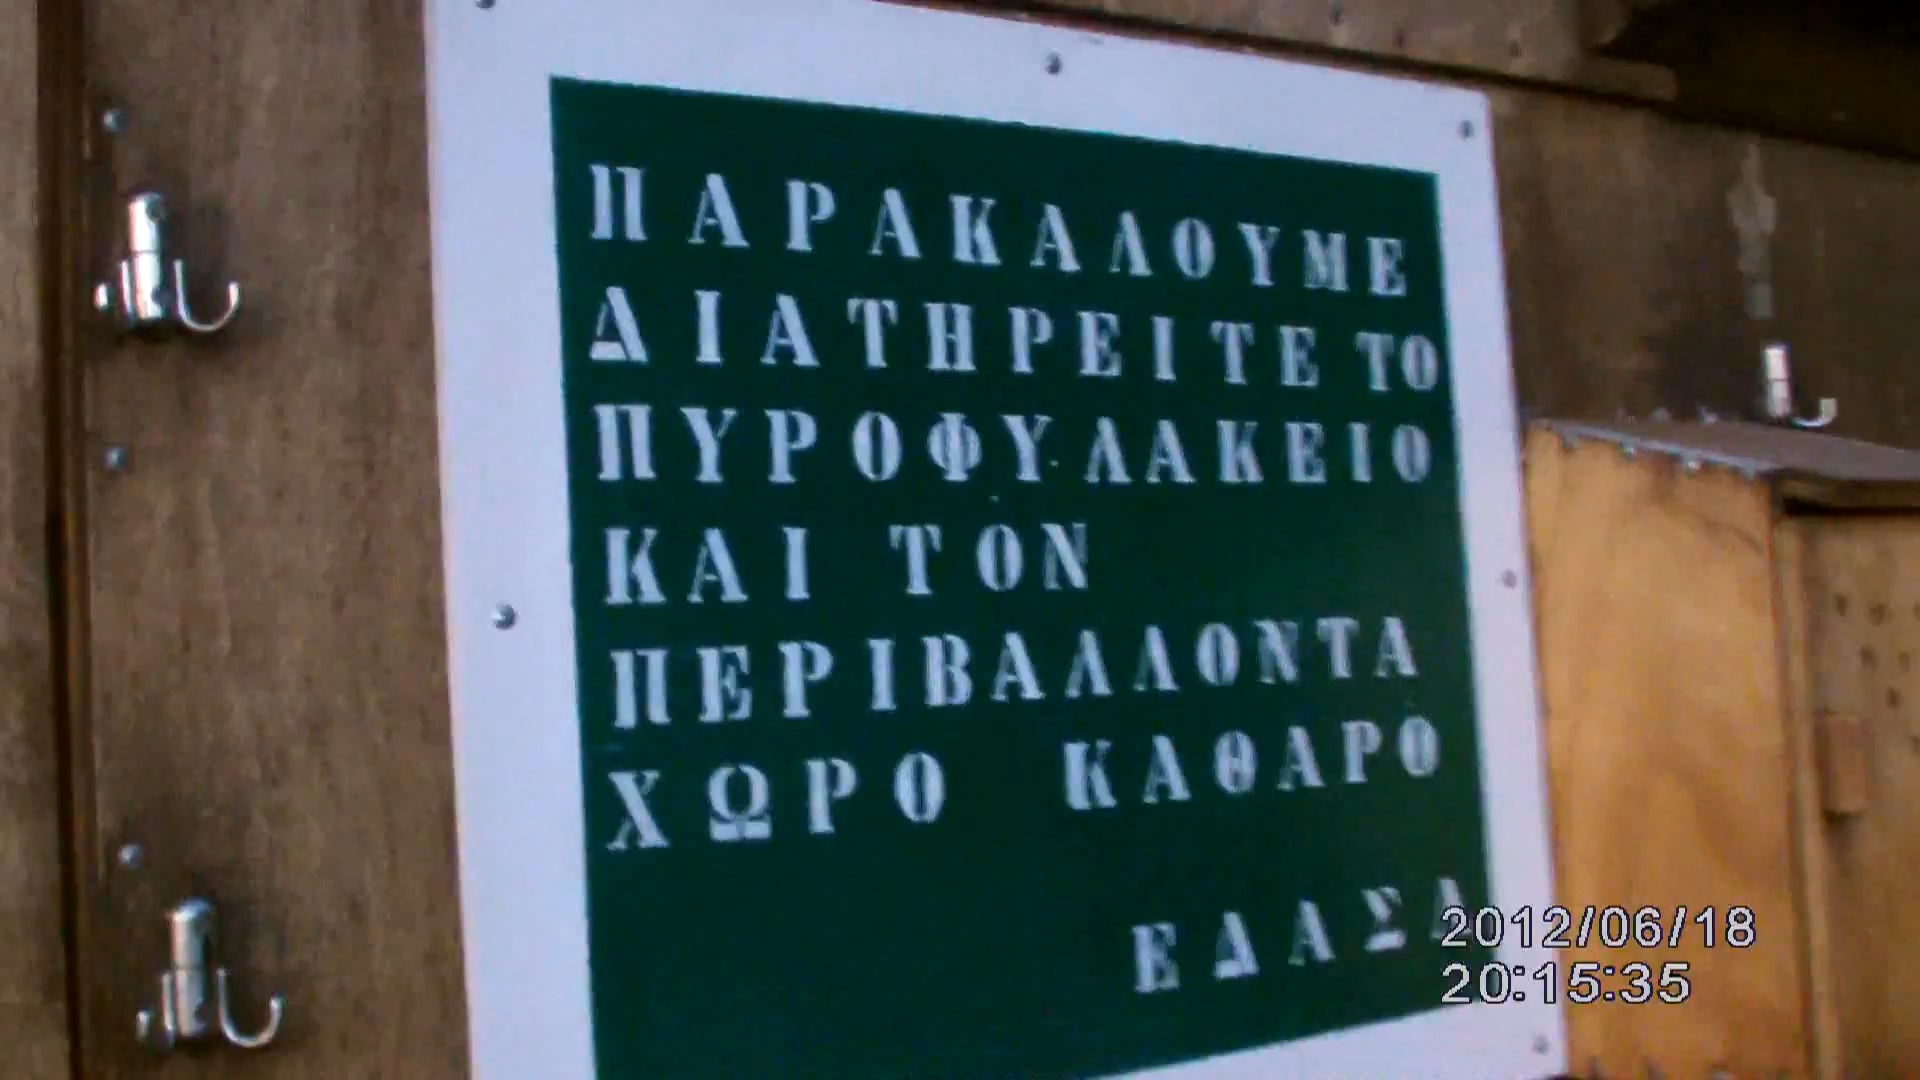 ΠΑΡΑΚΑΛΟΥΜΕ
ΔΙΑΤΗΡΕΙΤΕ ΤΟ
ΠΥΡΟΦΥΛΑΚΕΙΟ
ΚΑΙ ΤΟΝ
ΠΕΡΙΒΑΛΛΟΝΤΑ
ΧΩΡΟ ΚΑΘΑΡΟ
ΕΔΑΣΑ
2012/06/18
20:15:35